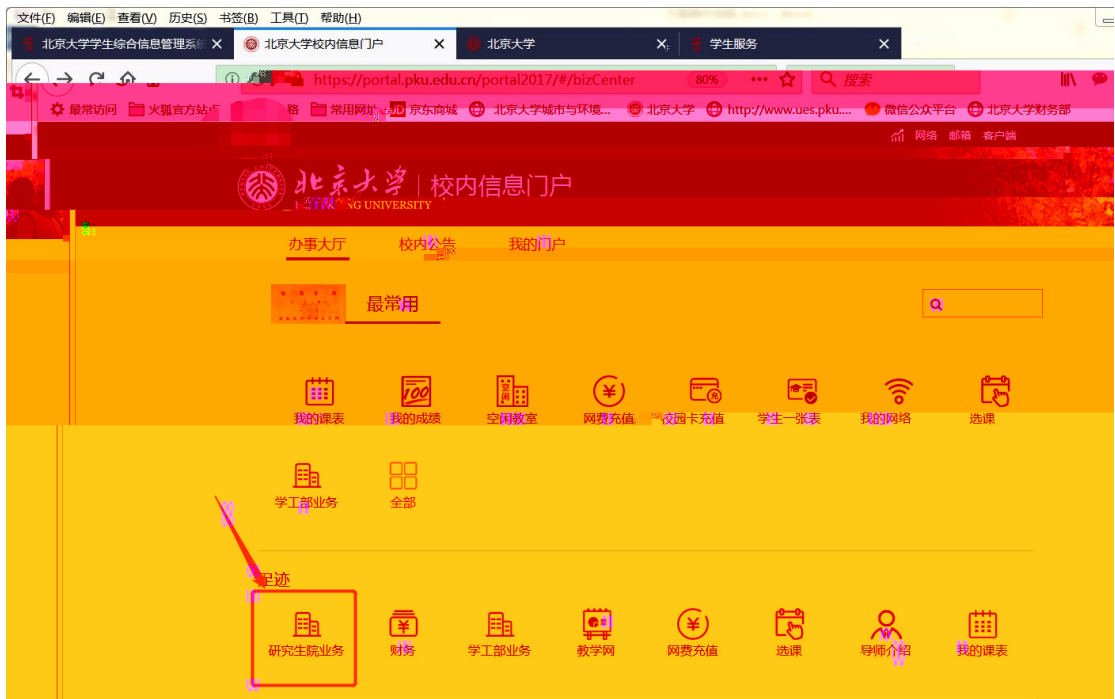 文件(F) 编辑(E) 查看(V) 历史(S) 书签(B) 工具(T) 帮助(H)
北京大学学生综合信息管理系统 北京大学校内信息门户 北京大学 学生服务
https://portal.pku.edu.cn/portal2017/#/bizCenter 80% 搜索
最常访问 火狐官方站点 常用网址 JD 京东商城 北京大学城市与环境... 北京大学 http://www.ues.pku.... 微信公众平台 北京大学财务部
网络 邮箱 客户端
北京大学 校内信息门户
UNIVERSITY
办事大厅 校内公告 我的门户
最常用
我的课表 我的成绩 空闲教室 网费充值 校园卡充值 学生一张表 我的网络 选课
学工部业务 全部
足迹
研究生院业务 财务 学工部业务 教学网 网费充值 选课 导师介绍 我的课表